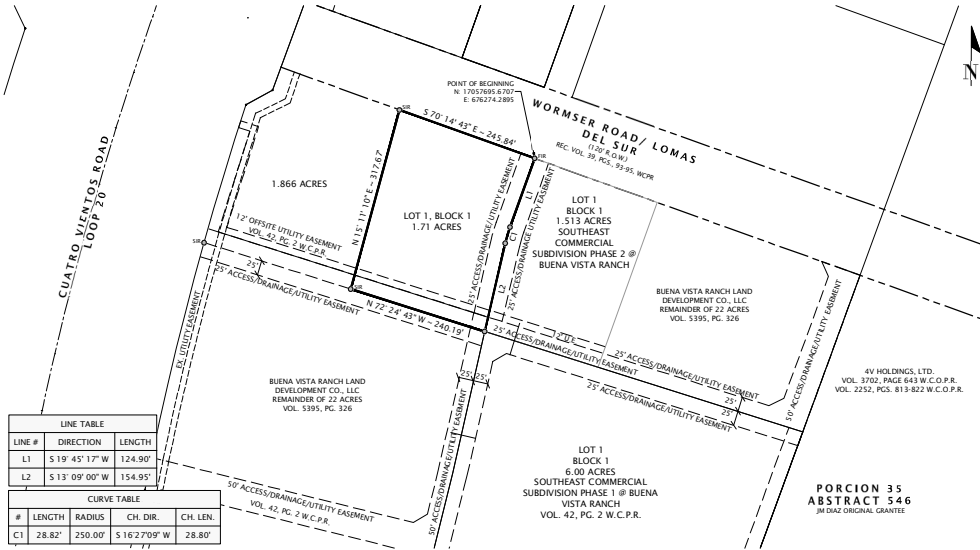 POINT OF BEGINNING
N: 17057695.6707
E: 676274.2895
SIR
S 70° 14' 43" E ~ 245.84'
FIR
WORMSER ROAD/ LOMAS
DEL SUR
(120' R.O.W.)
REC. VOL. 39, PGS., 93-95, WCPR
N
CUATRO VIENTOS ROAD
LOOP 20
1.866 ACRES
N 15° 11' 10" E ~ 317.67'
LOT 1, BLOCK 1
1.71 ACRES
25' ACCESS/DRAINAGE/UTILITY EASEMENT
L1
C1
L2
25' ACCESS/DRAINAGE/UTILITY EASEMENT
LOT 1
BLOCK 1
1.513 ACRES
SOUTHEAST
COMMERCIAL
SUBDIVISION PHASE 2 @
BUENA VISTA RANCH
12' OFFSITE UTILITY EASEMENT
VOL. 42, PG. 2 W.C.P.R.
SIR
25'
25' ACCESS/DRAINAGE/UTILITY EASEMENT
SIR
N 72° 24' 43" W ~ 240.19'
EX. UTILITY EASEMENT
BUENA VISTA RANCH LAND
DEVELOPMENT CO., LLC
REMAINDER OF 22 ACRES
VOL. 5395, PG. 326
25' ACCESS/DRAINAGE/UTILITY EASEMENT
25' ACCESS/DRAINAGE/UTILITY EASEMENT
25' ACCESS/DRAINAGE/UTILITY EASEMENT
25'
25'
50' ACCESS/DRAINAGE/UTILITY EASEMENT
4V HOLDINGS, LTD.
VOL. 3702, PAGE 643 W.C.O.P.R.
VOL. 2252, PGS. 813-822 W.C.O.P.R.
BUENA VISTA RANCH LAND
DEVELOPMENT CO., LLC
REMAINDER OF 22 ACRES
VOL. 5395, PG. 326
25'
25'
50' ACCESS/DRAINAGE/UTILITY EASEMENT
50' ACCESS/DRAINAGE/UTILITY EASEMENT
VOL. 42, PG. 2 W.C.P.R.
LOT 1
BLOCK 1
6.00 ACRES
SOUTHEAST COMMERCIAL
SUBDIVISION PHASE 1 @ BUENA
VISTA RANCH
VOL. 42, PG. 2 W.C.P.R.
PORCION 35
ABSTRACT 546
JM DIAZ ORIGINAL GRANTEE
LINE TABLE
LINE # DIRECTION LENGTH
L1 S 19° 45' 17" W 124.90'
L2 S 13° 09' 00" W 154.95'
CURVE TABLE
# LENGTH RADIUS CH. DIR. CH. LEN.
C1 28.82' 250.00' S 16°27'09" W 28.80'